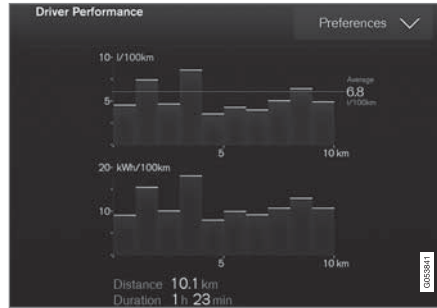 Driver Performance
Preferences
10 l/100km
Average
6.8
l/100km
5
5
10 km
20 kWh/100km
10
5
10 km
Distance 10.1 km
Duration 1 h 23 min
G053841